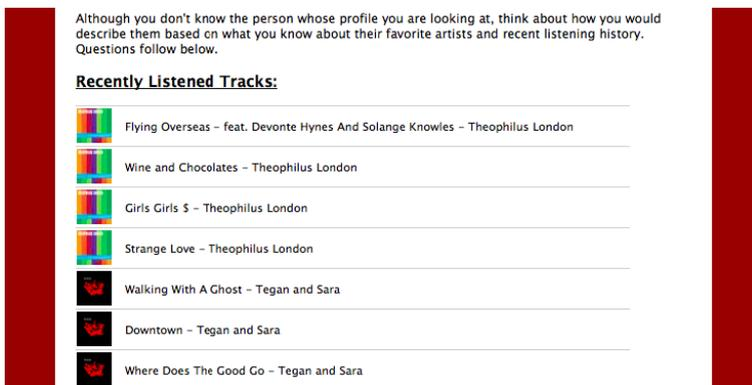 Although you don't know the person whose profile you are looking at, think about how you would
describe them based on what you know about their favorite artists and recent listening history.
Questions follow below.
Recently Listened Tracks:
Flying Overseas – feat. Devonte Hynes And Solange Knowles – Theophilus London
Wine and Chocolates – Theophilus London
Girls Girls $ – Theophilus London
Strange Love – Theophilus London
Walking With A Ghost – Tegan and Sara
Downtown – Tegan and Sara
Where Does The Good Go – Tegan and Sara